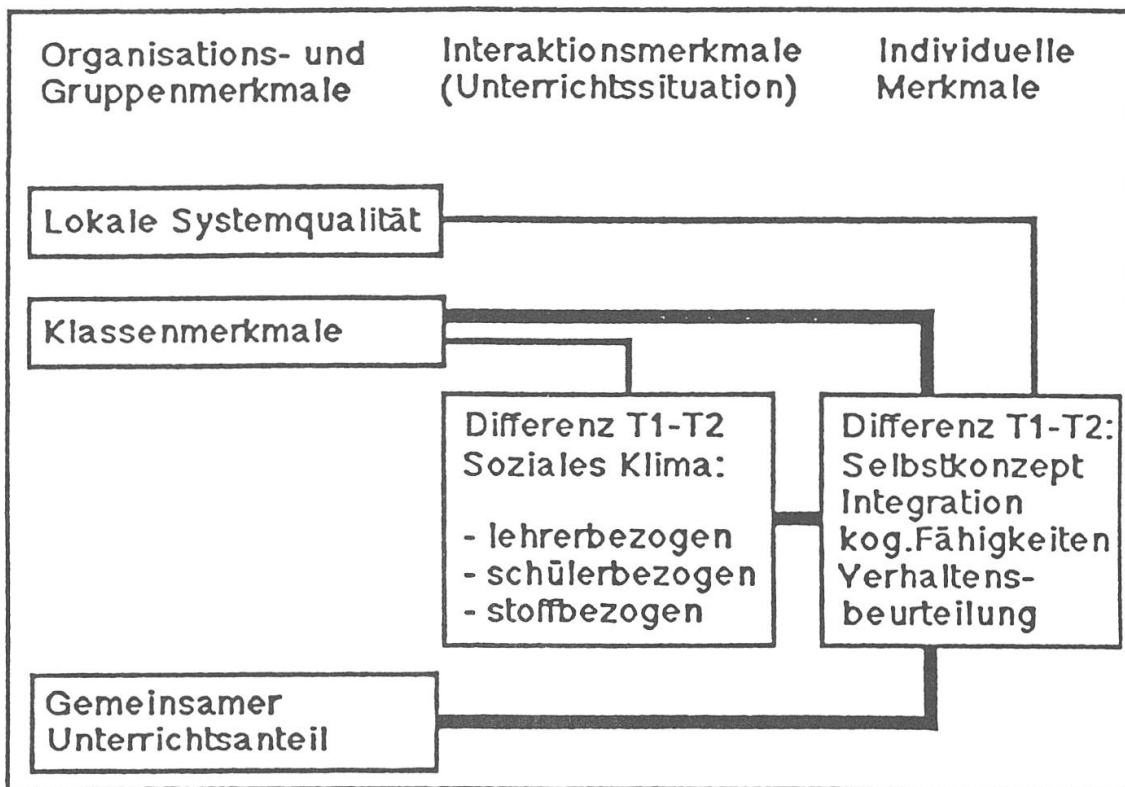 Organisations- und
Gruppenmerkmale
Interaktionsmerkmale
(Unterrichtssituation)
Individuelle
Merkmale
Lokale Systemqualität
Klassenmerkmale
Differenz T1-T2
Soziales Klima:
- lehrerbezogen
- schülerbezogen
- stoffbezogen
Differenz T1-T2:
Selbstkonzept
Integration
kog.Fähigkeiten
Verhaltens-
beurteilung
Gemeinsamer
Unterrichtsanteil